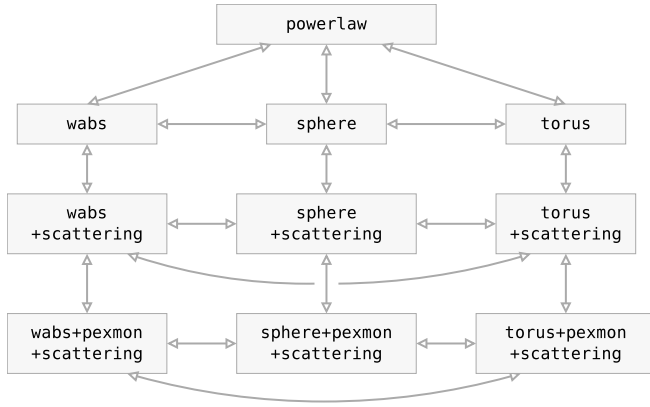 powerlaw
wabs
sphere
torus
wabs
+scattering
sphere
+scattering
torus
+scattering
wabs+pexmon
+scattering
sphere+pexmon
+scattering
torus+pexmon
+scattering